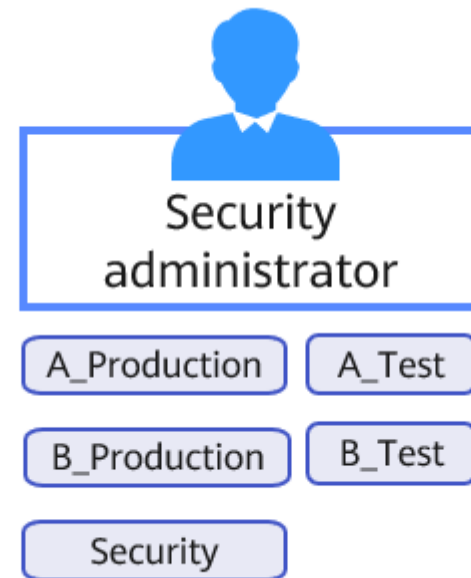 Security
administrator
A_Production
A_Test
B_Production
B_Test
Security